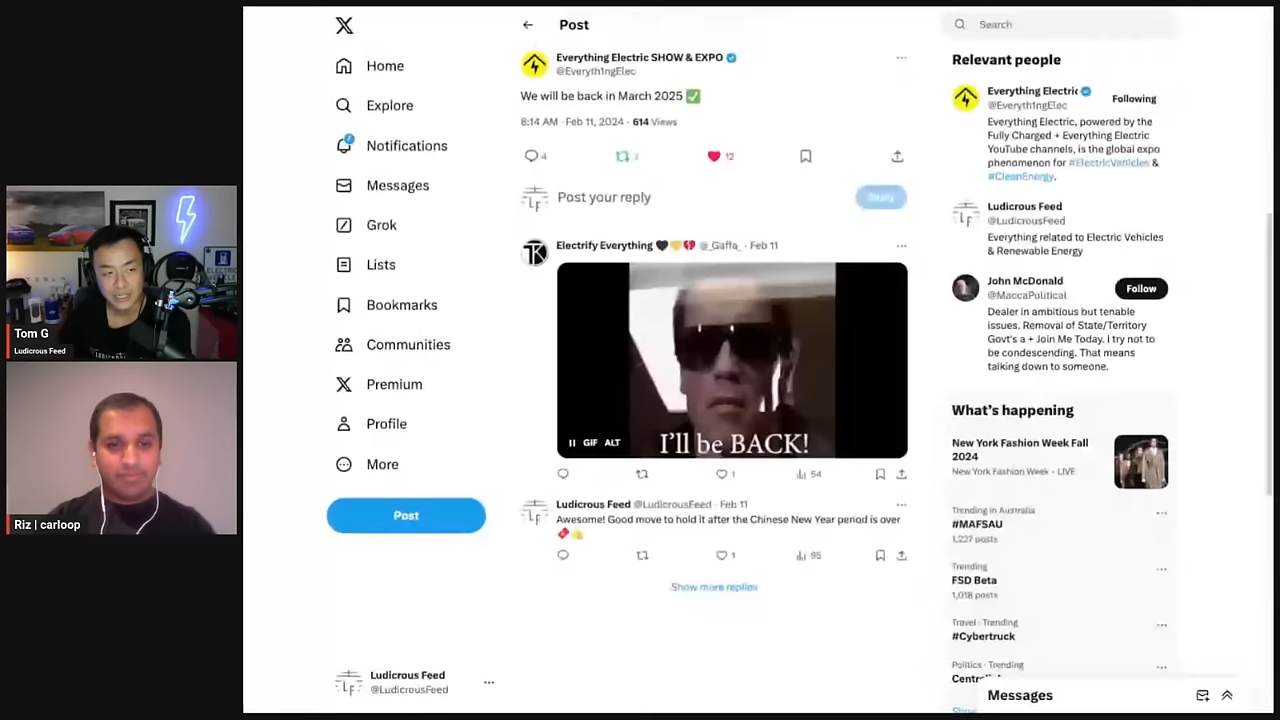 Tom G
Ludicrous Feed
Riz | carloop
Home
Explore
Notifications
Messages
Grok
Lists
Bookmarks
Communities
Premium
Profile
More
Post
Ludicrous Feed
@LudicrousFeed
Post
Everything Electric SHOW & EXPO
@Everyth1ngElec
We will be back in March 2025 ✅
8:14 AM · Feb 11, 2024 · 614 Views
4
12
Post your reply
Reply
Electrify Everything 🖤💛❤️ @_Gaffa_ · Feb 11
I'll be BACK!
GIF ALT
1
54
Ludicrous Feed @LudicrousFeed · Feb 11
Awesome! Good move to hold it after the Chinese New Year period is over
1
95
Show more replies
Search
Relevant people
Everything Electric
@Everyth1ngElec
Following
Everything Electric, powered by the
Fully Charged + Everything Electric
YouTube channels, is the global expo
phenomenon for #ElectricVehicles &
#CleanEnergy.
Ludicrous Feed
@LudicrousFeed
Everything related to Electric Vehicles
& Renewable Energy
John McDonald
@MaccaPolitical
Follow
Dealer in ambitious but tenable
issues. Removal of State/Territory
Govt's a + Join Me Today. I try not to
be condescending. That means
talking down to someone.
What's happening
New York Fashion Week Fall
2024
New York Fashion Week · LIVE
Trending in Australia
#MAFSAU
1,227 posts
Trending
FSD Beta
1,018 posts
Travel · Trending
#Cybertruck
Politics · Trending
Messages